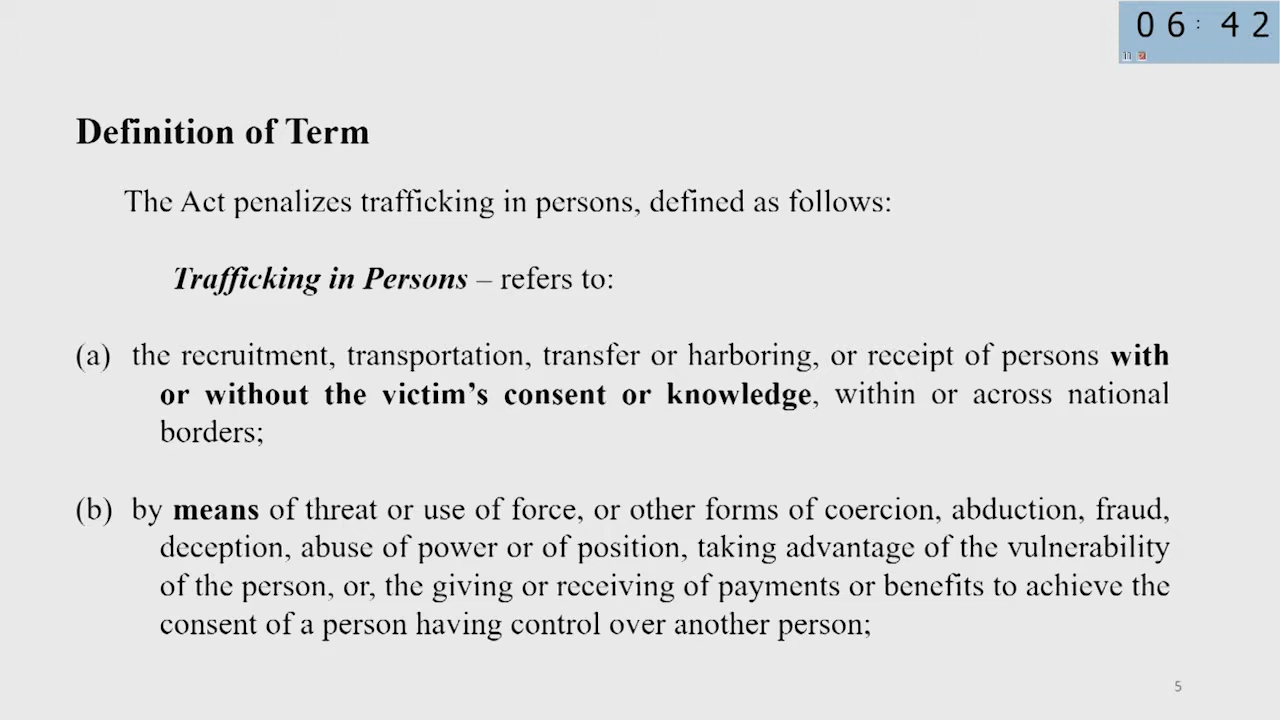 06:42
Definition of Term
The Act penalizes trafficking in persons, defined as follows:
Trafficking in Persons – refers to:
(a) the recruitment, transportation, transfer or harboring, or receipt of persons with
or without the victim's consent or knowledge, within or across national
borders;
(b) by means of threat or use of force, or other forms of coercion, abduction, fraud,
deception, abuse of power or of position, taking advantage of the vulnerability
of the person, or, the giving or receiving of payments or benefits to achieve the
consent of a person having control over another person;
5